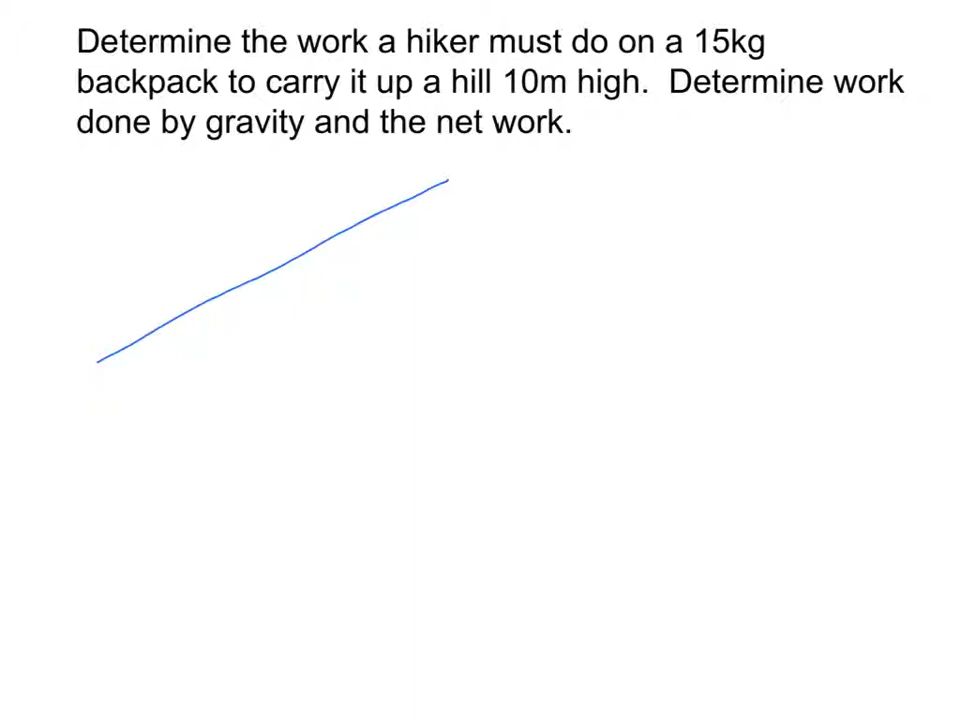 Determine the work a hiker must do on a 15kg
backpack to carry it up a hill 10m high.  Determine work
done by gravity and the net work.